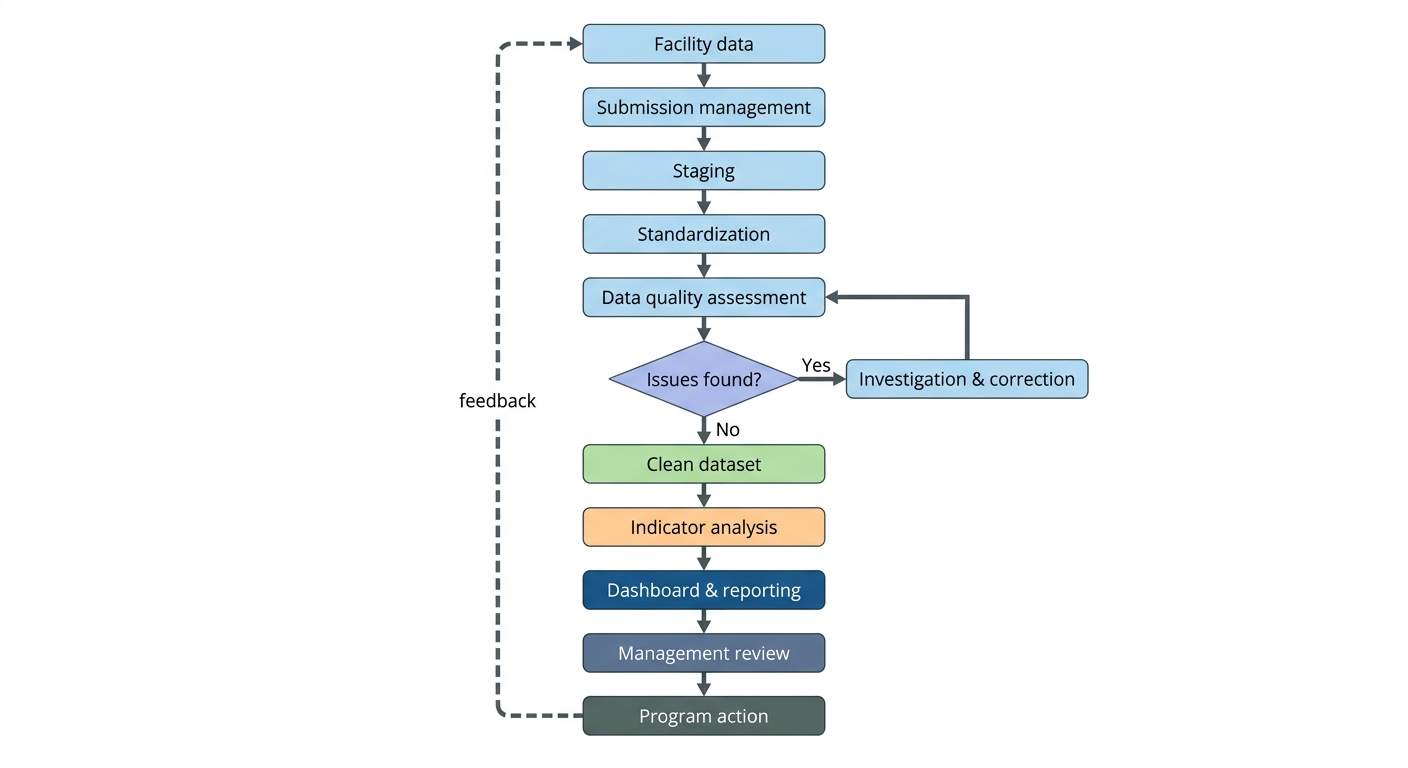 Facility data
Submission management
Staging
Standardization
Data quality assessment
Issues found?
Yes
Investigation & correction
feedback
No
Clean dataset
Indicator analysis
Dashboard & reporting
Management review
Program action